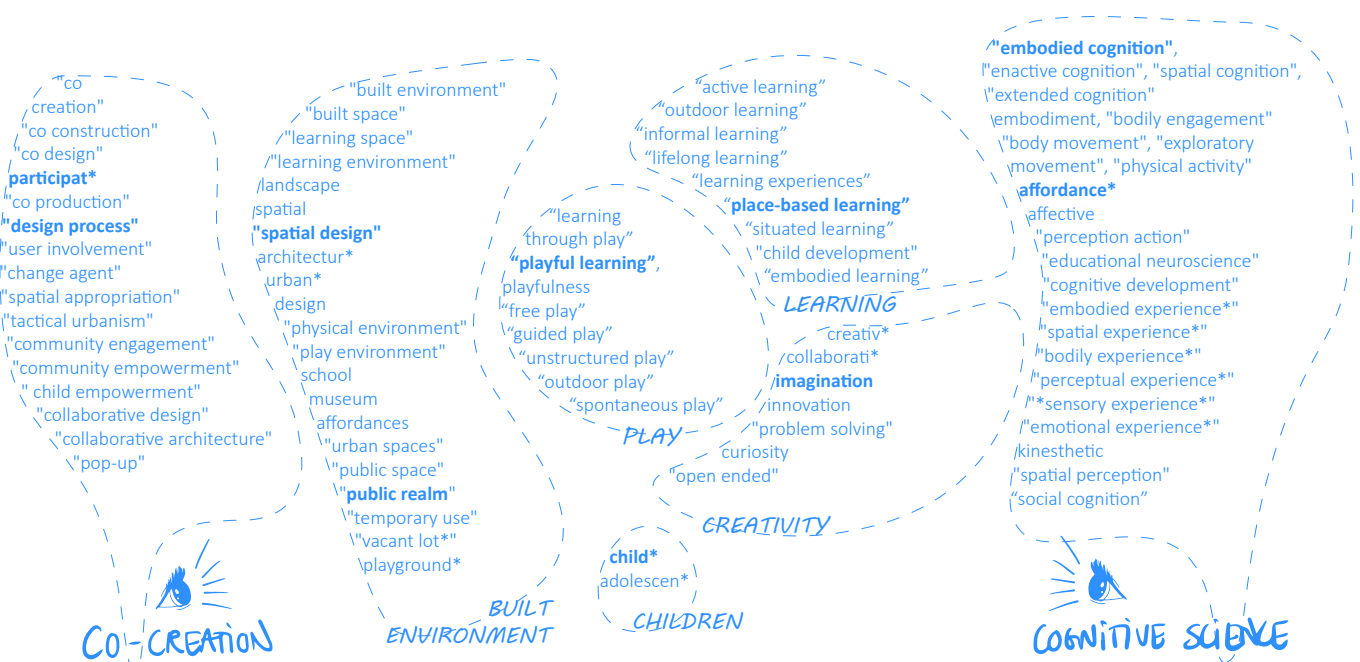 "co
creation"
"co construction"
"co design"
participat*
"co production"
"design process"
"user involvement"
"change agent"
"spatial appropriation"
"tactical urbanism"
"community engagement"
"community empowerment"
" child empowerment"
"collaborative design"
"collaborative architecture"
"pop-up"
CO-CREATION
"built environment"
"built space"
"learning space"
"learning environment"
landscape
spatial
"spatial design"
architectur*
urban*
design
"physical environment"
"play environment"
school
museum
affordances
"urban spaces"
"public space"
"public realm"
"temporary use"
"vacant lot*"
playground*
BUILT
ENVIRONMENT
“learning
through play”
“playful learning”,
playfulness
“free play”
“guided play”
“unstructured play”
“outdoor play”
“spontaneous play”
PLAY
“active learning”
“outdoor learning”
“informal learning”
“lifelong learning”
“learning experiences”
“place-based learning”
“situated learning”
"child development"
“embodied learning”
LEARNING
creativ*
collaborati*
imagination
innovation
"problem solving"
curiosity
"open ended"
CREATIVITY
child*
adolescen*
CHILDREN
"embodied cognition",
"enactive cognition", "spatial cognition",
"extended cognition"
embodiment, "bodily engagement"
"body movement", "exploratory
movement", "physical activity"
affordance*
affective
"perception action"
"educational neuroscience"
"cognitive development"
"embodied experience*"
"spatial experience*"
"bodily experience*"
"perceptual experience*"
"*sensory experience*"
"emotional experience*"
kinesthetic
"spatial perception"
“social cognition”
COGNITIVE SCIENCE